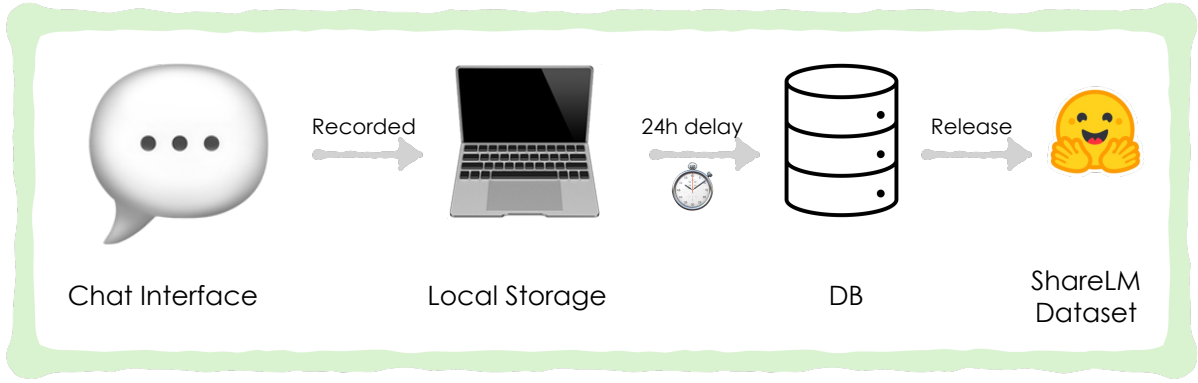 Recorded
24h delay
Release
Chat Interface
Local Storage
DB
ShareLM
Dataset